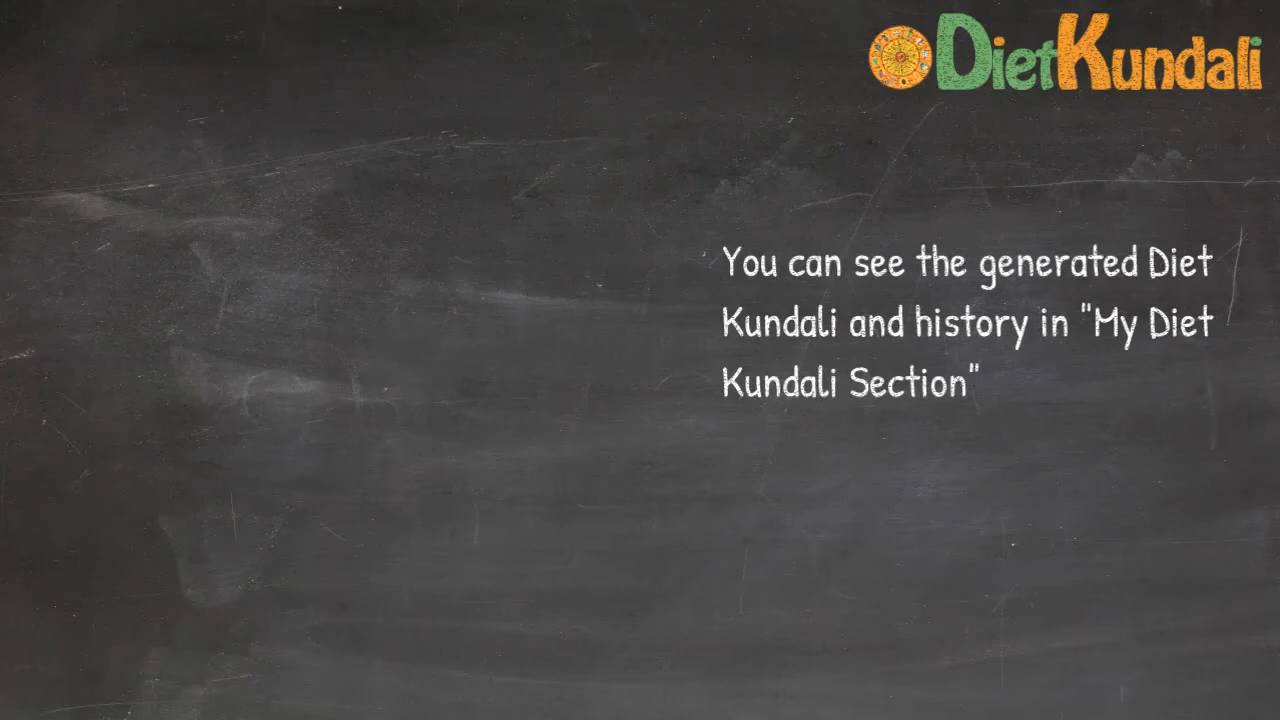 DietKundali
You can see the generated Diet
Kundali and history in "My Diet
Kundali Section"